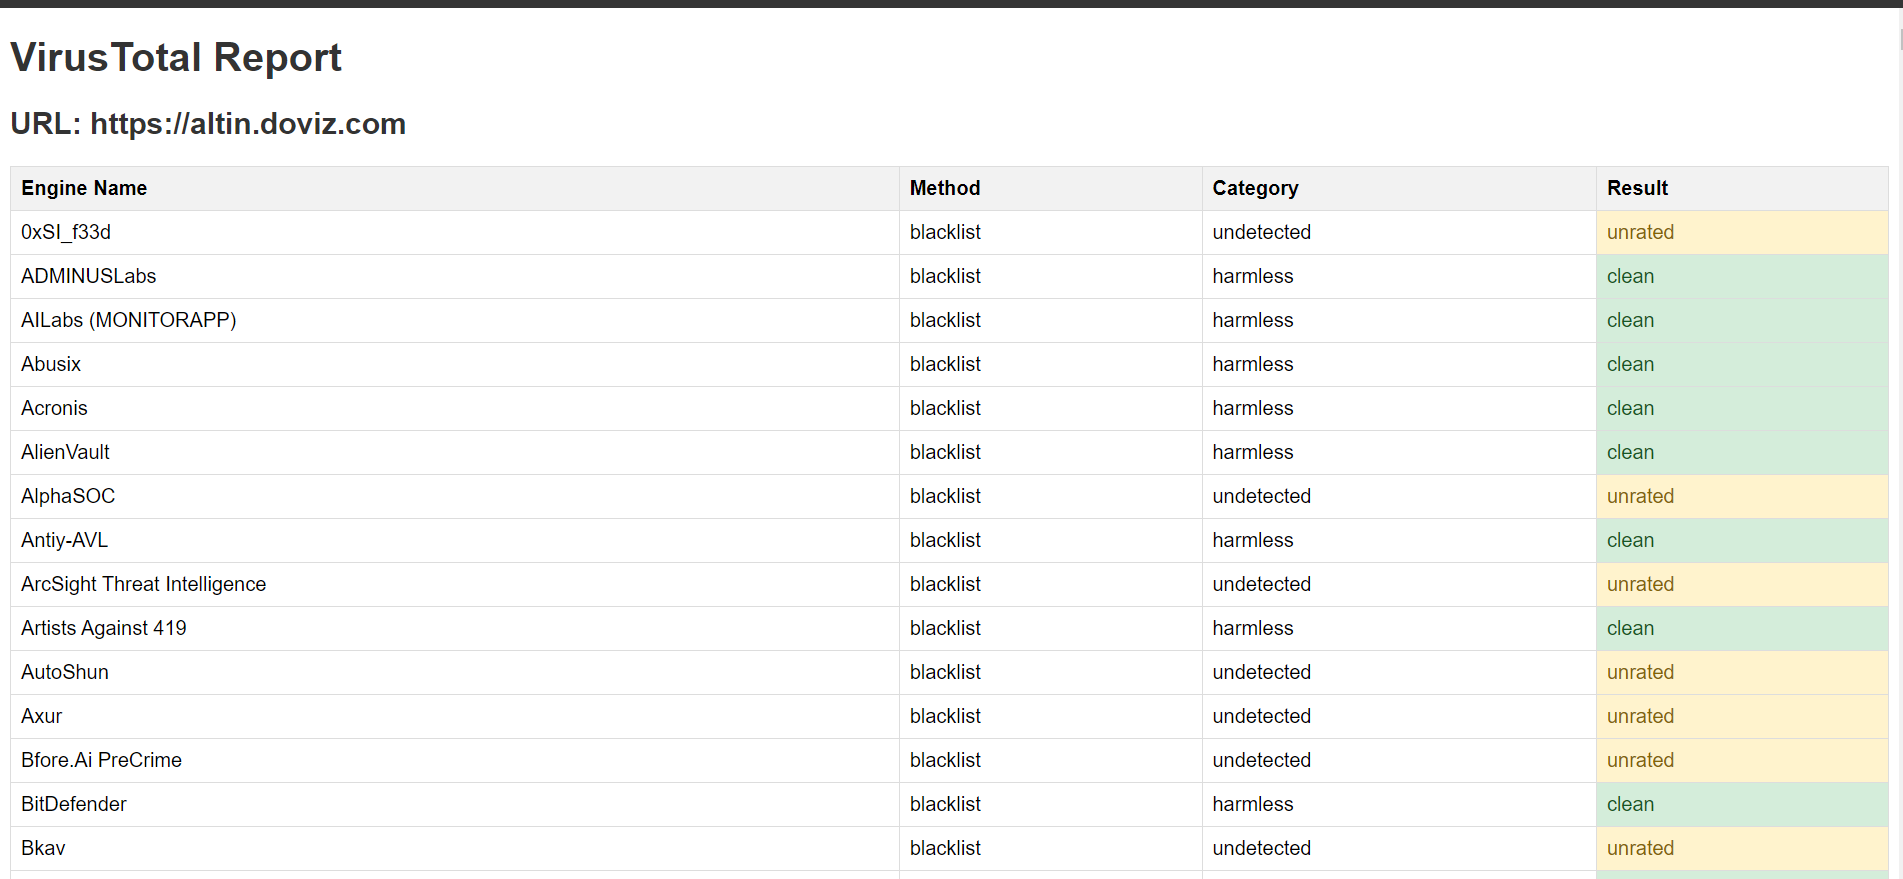 VirusTotal Report
URL: https://altin.doviz.com
Engine Name Method Category Result
0xSI_f33d blacklist undetected unrated
ADMINUSLabs blacklist harmless clean
AILabs (MONITORAPP) blacklist harmless clean
Abusix blacklist harmless clean
Acronis blacklist harmless clean
AlienVault blacklist harmless clean
AlphaSOC blacklist undetected unrated
Antiy-AVL blacklist harmless clean
ArcSight Threat Intelligence blacklist undetected unrated
Artists Against 419 blacklist harmless clean
AutoShun blacklist undetected unrated
Axur blacklist undetected unrated
Bfore.Ai PreCrime blacklist undetected unrated
BitDefender blacklist harmless clean
Bkav blacklist undetected unrated